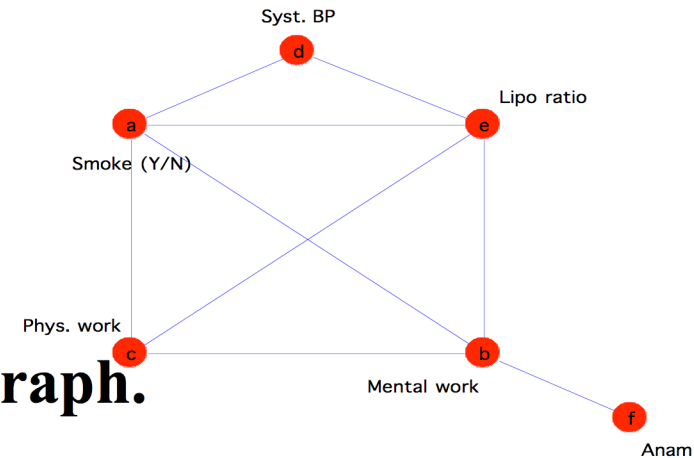 Syst. BP
d
Lipo ratio
a
e
Smoke (Y/N)
Phys. work
c
b
raph.
Mental work
f
Anam